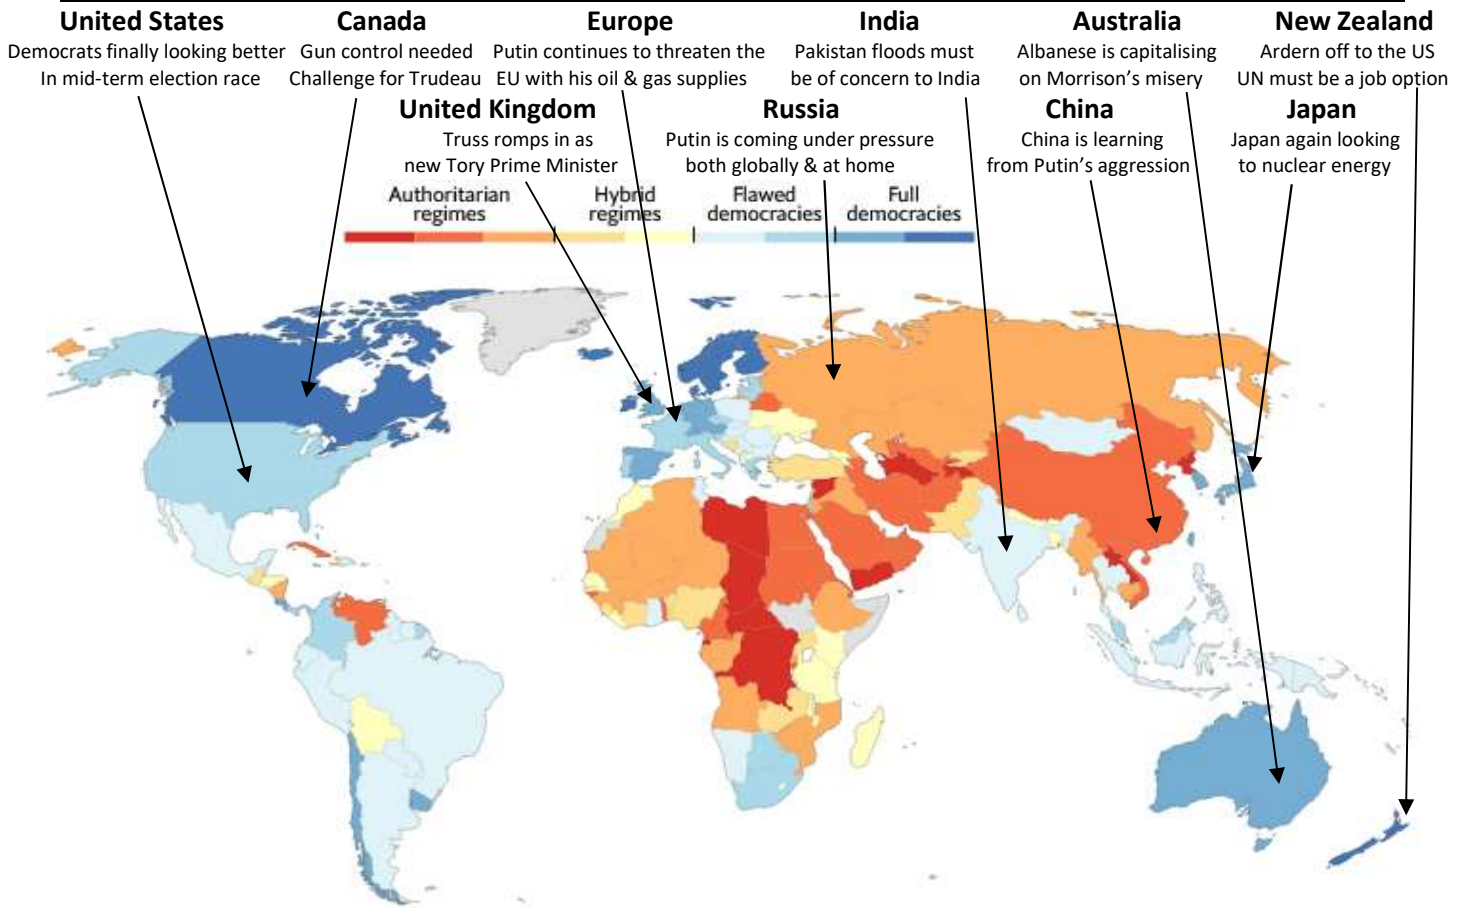 United States
Democrats finally looking better
In mid-term election race
Canada
Gun control needed
Challenge for Trudeau
Europe
Putin continues to threaten the
EU with his oil & gas supplies
India
Pakistan floods must
be of concern to India
Australia
Albanese is capitalising
on Morrison's misery
New Zealand
Ardern off to the US
UN must be a job option
United Kingdom
Truss romps in as
new Tory Prime Minister
Russia
Putin is coming under pressure
both globally & at home
China
China is learning
from Putin's aggression
Japan
Japan again looking
to nuclear energy
Authoritarian
regimes
Hybrid
regimes
Flawed
democracies
Full
democracies